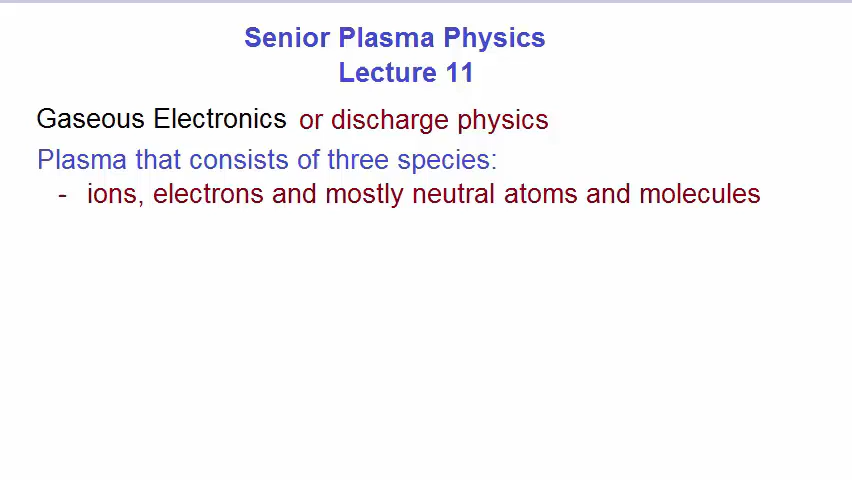 Senior Plasma Physics
Lecture 11
Gaseous Electronics or discharge physics
Plasma that consists of three species:
- ions, electrons and mostly neutral atoms and molecules